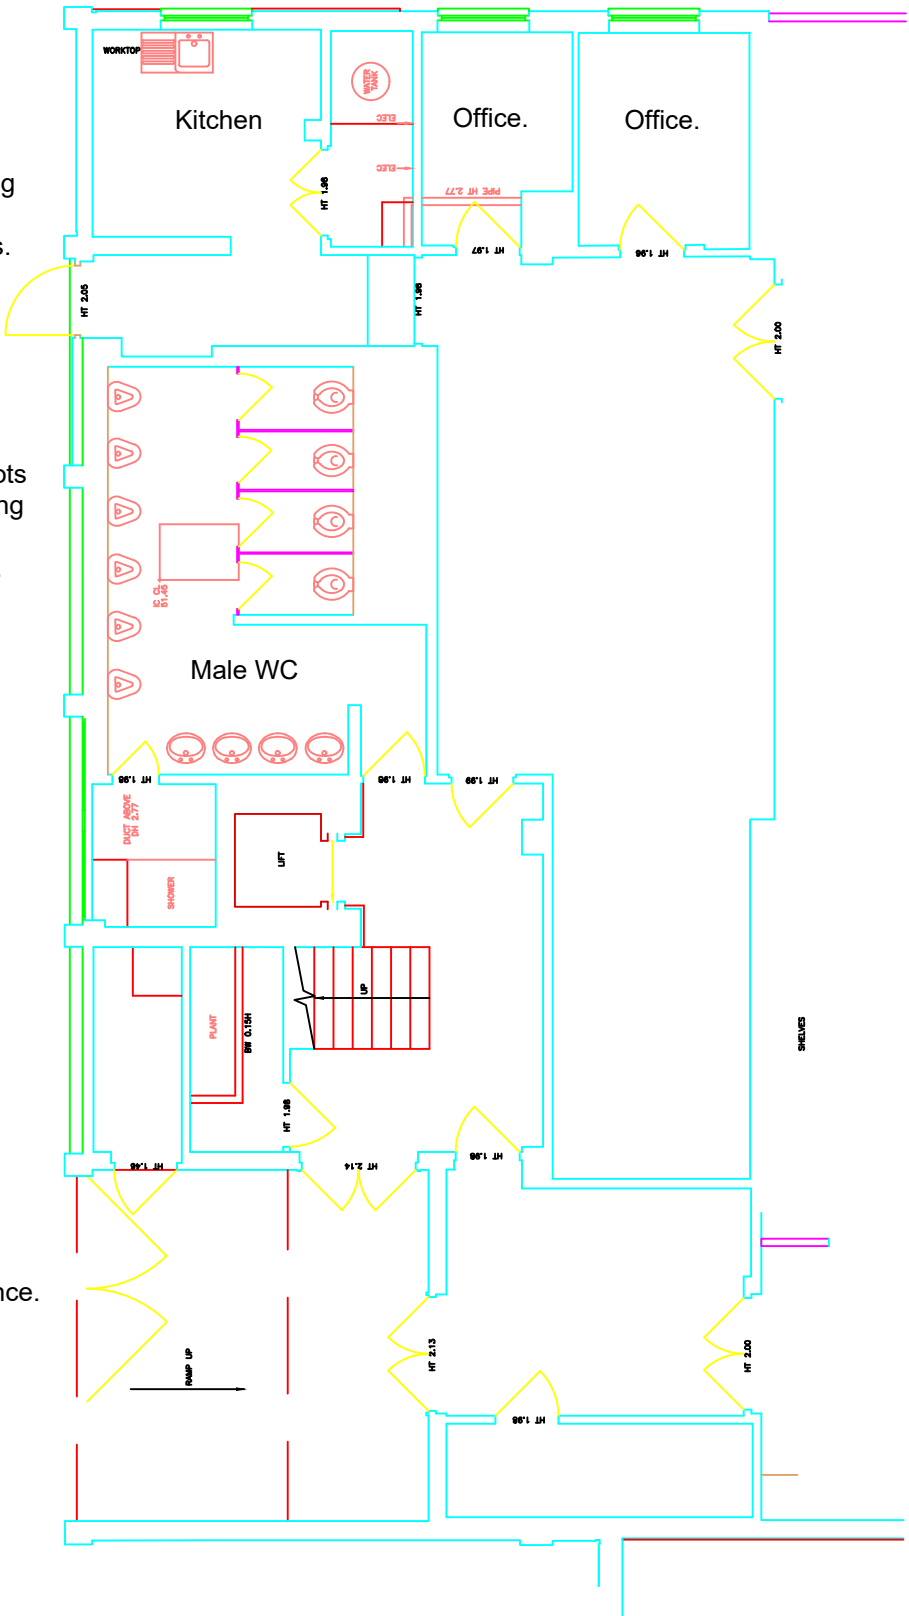 WORKTOP
Kitchen
WATER
TANK
ELEC
ELEC
Office.
Office.
PIPE HT 2.77
g
s.
HT 1.98
HT 1.97
HT 1.96
HT 2.05
HT 1.98
HT 2.00
ots
ng
IC CL
51.45
Male WC
HT 1.98
HT 1.98
HT 1.99
DUCT ABOVE
DH 2.77
LIFT
SHOWER
UP
PLANT
BW 0.15H
SHELVES
HT 1.98
HT 1.48
HT 2.14
HT 1.98
nce.
RAMP UP
HT 2.13
HT 2.00
HT 1.98